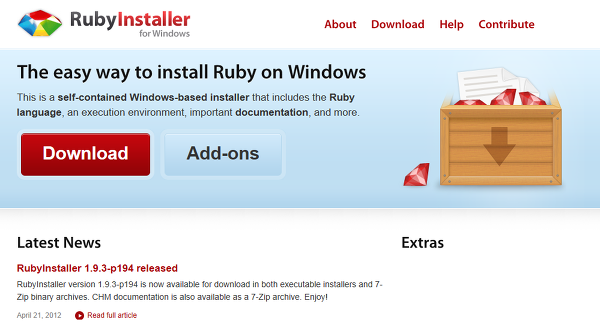 RubyInstaller
for Windows
About Download Help Contribute
The easy way to install Ruby on Windows
This is a self-contained Windows-based installer that includes the Ruby
language, an execution environment, important documentation, and more.
Download Add-ons
Latest News
Extras
RubyInstaller 1.9.3-p194 released
RubyInstaller version 1.9.3-p194 is now available for download in both executable installers and 7-
Zip binary archives. CHM documentation is also available as a 7-Zip archive. Enjoy!
April 21, 2012 Read full article